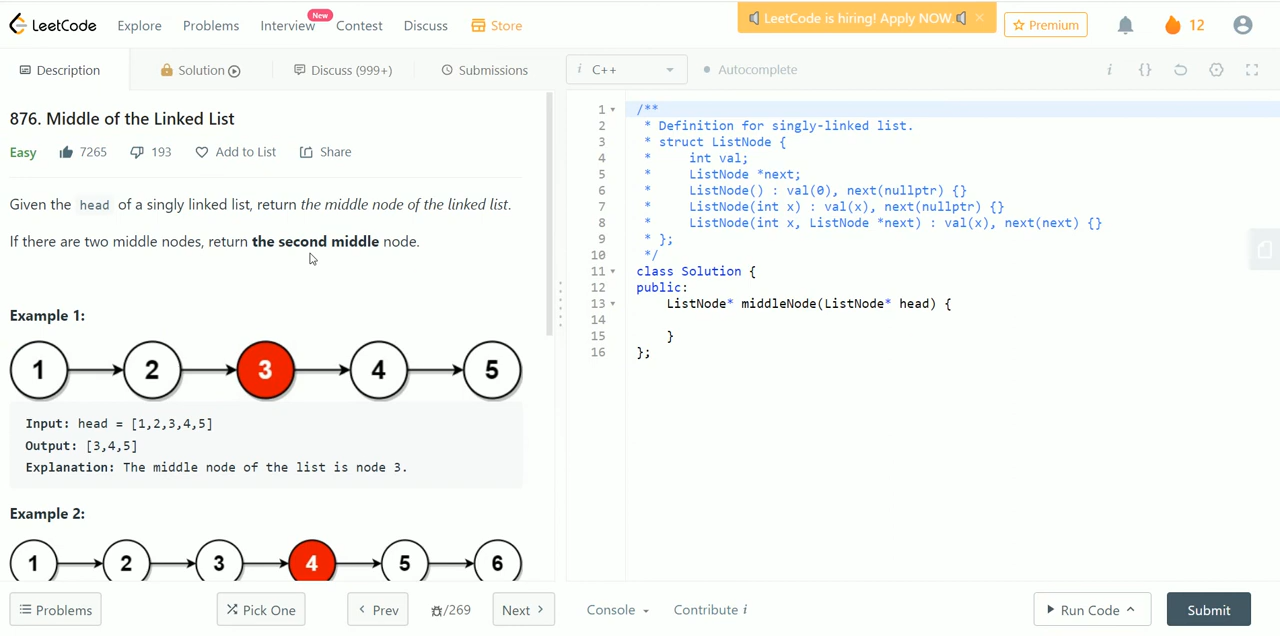 LeetCode Explore Problems Interview New Contest Discuss Store LeetCode is hiring! Apply NOW. × Premium 12
Description Solution Discuss (999+) Submissions i C++ Autocomplete i {}
876. Middle of the Linked List
Easy 7265 193 Add to List Share
Given the head of a singly linked list, return the middle node of the linked list.
If there are two middle nodes, return the second middle node.
Example 1:
1 2 3 4 5
Input: head = [1,2,3,4,5]
Output: [3,4,5]
Explanation: The middle node of the list is node 3.
Example 2:
1 2 3 4 5 6
1 /**
2 * Definition for singly-linked list.
3 * struct ListNode {
4 *     int val;
5 *     ListNode *next;
6 *     ListNode() : val(0), next(nullptr) {}
7 *     ListNode(int x) : val(x), next(nullptr) {}
8 *     ListNode(int x, ListNode *next) : val(x), next(next) {}
9 * };
10 */
11 class Solution {
12 public:
13     ListNode* middleNode(ListNode* head) {
14
15     }
16 };
Problems Pick One Prev /269 Next Console Contribute i Run Code Submit